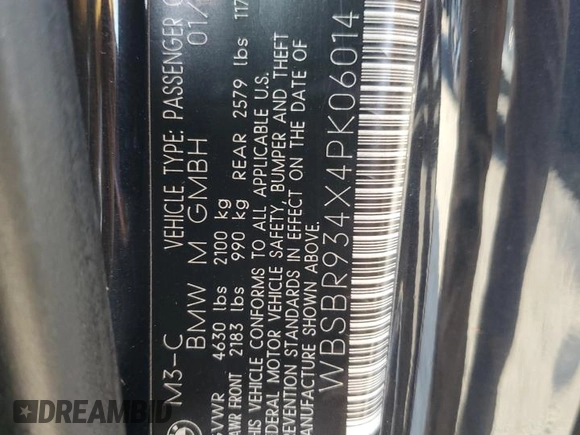 M3-C VEHICLE TYPE: PASSENGER
BMW M GMBH 01/
GVWR 4630 lbs 2100 kg
GAWR FRONT 2183 lbs 990 kg REAR 2579 lbs 117
THIS VEHICLE CONFORMS TO ALL APPLICABLE U.S.
FEDERAL MOTOR VEHICLE SAFETY, BUMPER AND THEFT
PREVENTION STANDARDS IN EFFECT ON THE DATE OF
MANUFACTURE SHOWN ABOVE.
WBSBR934X4PK06014
DREAMBID